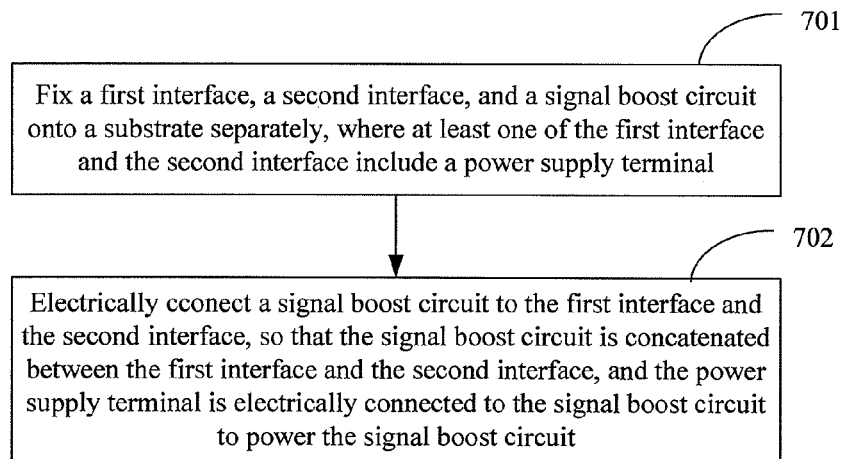 701
Fix a first interface, a second interface, and a signal boost circuit
onto a substrate separately, where at least one of the first interface
and the second interface include a power supply terminal
702
Electrically cconect a signal boost circuit to the first interface and
the second interface, so that the signal boost circuit is concatenated
between the first interface and the second interface, and the power
supply terminal is electrically connected to the signal boost circuit
to power the signal boost circuit